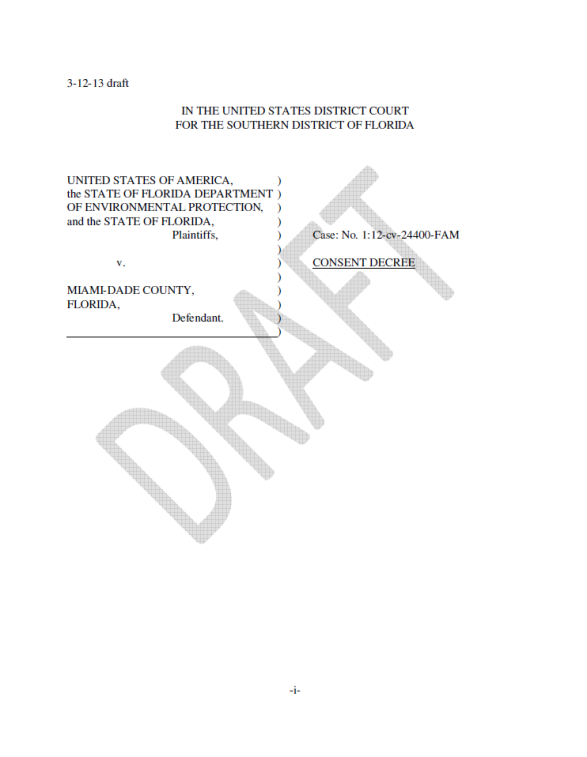 3-12-13 draft
IN THE UNITED STATES DISTRICT COURT
FOR THE SOUTHERN DISTRICT OF FLORIDA
UNITED STATES OF AMERICA, )
the STATE OF FLORIDA DEPARTMENT )
OF ENVIRONMENTAL PROTECTION, )
and the STATE OF FLORIDA, )
Plaintiffs, ) Case: No. 1:12-cv-24400-FAM
)
v. ) CONSENT DECREE
)
MIAMI-DADE COUNTY, )
FLORIDA, )
Defendant. )
)
DRAFT
-i-